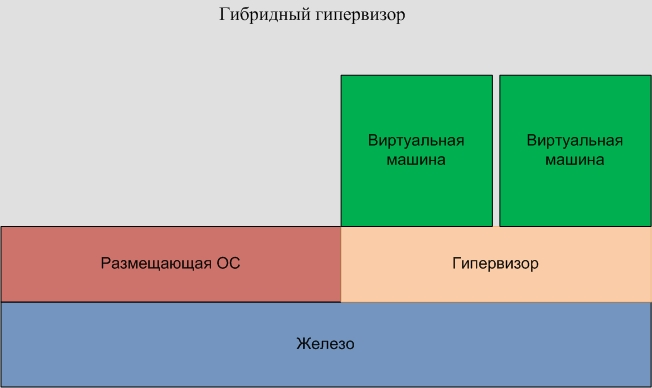 Гибридный гипервизор
Виртуальная
машина
Виртуальная
машина
Размещающая ОС
Гипервизор
Железо